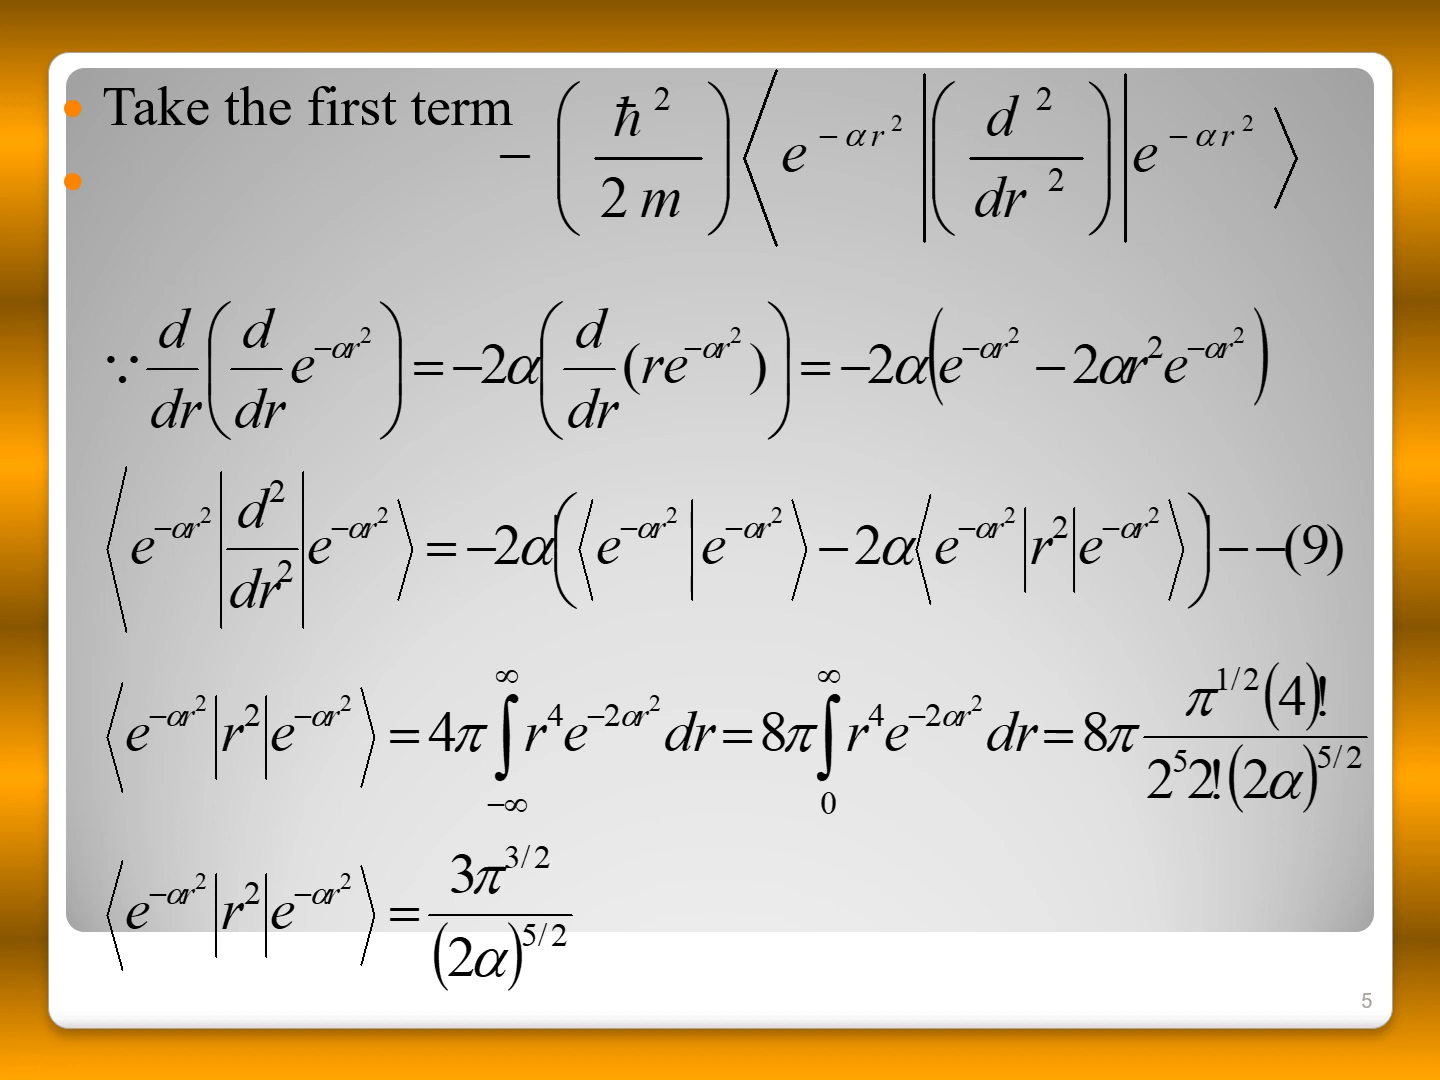 Take the first term −(ℏ²/2m)⟨e^{−αr²}|(d²/dr²)|e^{−αr²}⟩
∵ d/dr (d/dr e^{−αr²}) = −2α(d/dr (re^{−αr²})) = −2α(e^{−αr²} − 2αr²e^{−αr²})
⟨e^{−αr²}|d²/dr²|e^{−αr²}⟩ = −2α(⟨e^{−αr²}|e^{−αr²}⟩ − 2α⟨e^{−αr²}|r²|e^{−αr²}⟩) − −(9)
⟨e^{−αr²}|r²|e^{−αr²}⟩ = 4π ∫_{−∞}^{∞} r⁴e^{−2αr²} dr = 8π ∫_{0}^{∞} r⁴e^{−2αr²} dr = 8π π^{1/2}(4)!/(2⁵2!(2α)^{5/2})
⟨e^{−αr²}|r²|e^{−αr²}⟩ = 3π^{3/2}/(2α)^{5/2}
5